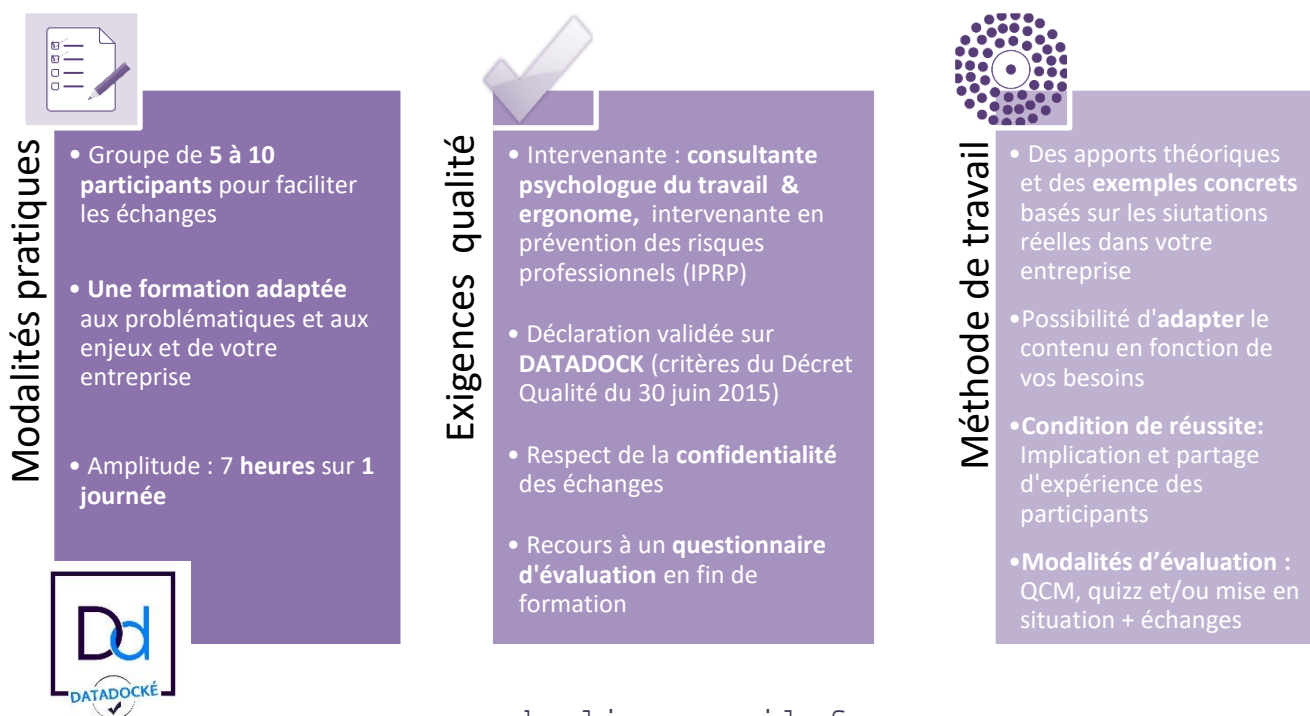 Modalités pratiques
• Groupe de 5 à 10
participants pour faciliter
les échanges
• Une formation adaptée
aux problématiques et aux
enjeux et de votre
entreprise
• Amplitude : 7 heures sur 1
journée
Dd
DATADOCKÉ
Exigences qualité
• Intervenante : consultante
psychologue du travail &
ergonome, intervenante en
prévention des risques
professionnels (IPRP)
• Déclaration validée sur
DATADOCK (critères du Décret
Qualité du 30 juin 2015)
• Respect de la confidentialité
des échanges
• Recours à un questionnaire
d'évaluation en fin de
formation
Méthode de travail
• Des apports théoriques
et des exemples concrets
basés sur les siutations
réelles dans votre
entreprise
•Possibilité d'adapter le
contenu en fonction de
vos besoins
•Condition de réussite:
Implication et partage
d'expérience des
participants
•Modalités d’évaluation :
QCM, quizz et/ou mise en
situation + échanges